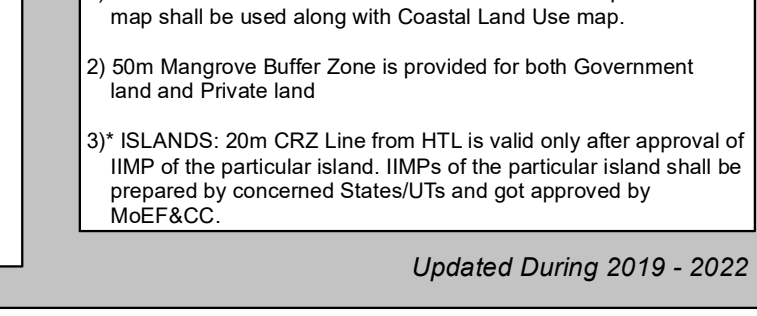 map shall be used along with Coastal Land Use map.
2) 50m Mangrove Buffer Zone is provided for both Government
land and Private land
3)* ISLANDS: 20m CRZ Line from HTL is valid only after approval of
IIMP of the particular island. IIMPs of the particular island shall be
prepared by concerned States/UTs and got approved by
MoEF&CC.
Updated During 2019 - 2022